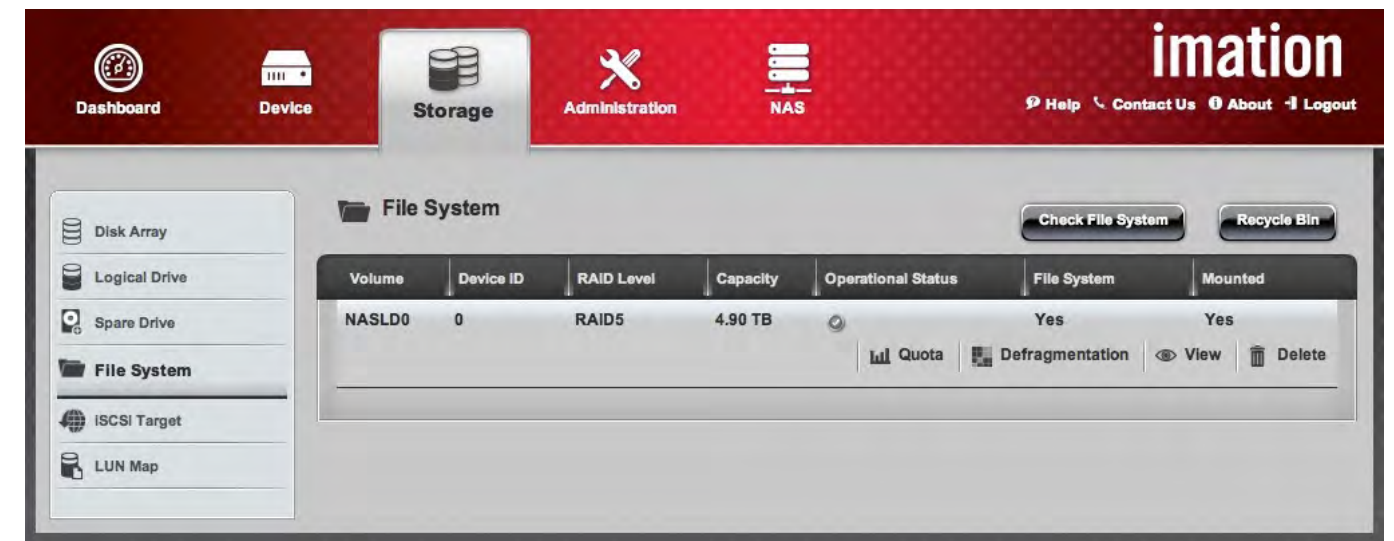 imation
Dashboard
Device
Storage
Administration
NAS
Help Contact Us About Logout
Disk Array
Logical Drive
Spare Drive
File System
iSCSI Target
LUN Map
File System
Check File System Recycle Bin
Volume Device ID RAID Level Capacity Operational Status File System Mounted
NASLD0 0 RAID5 4.90 TB Yes Yes
Quota Defragmentation View Delete